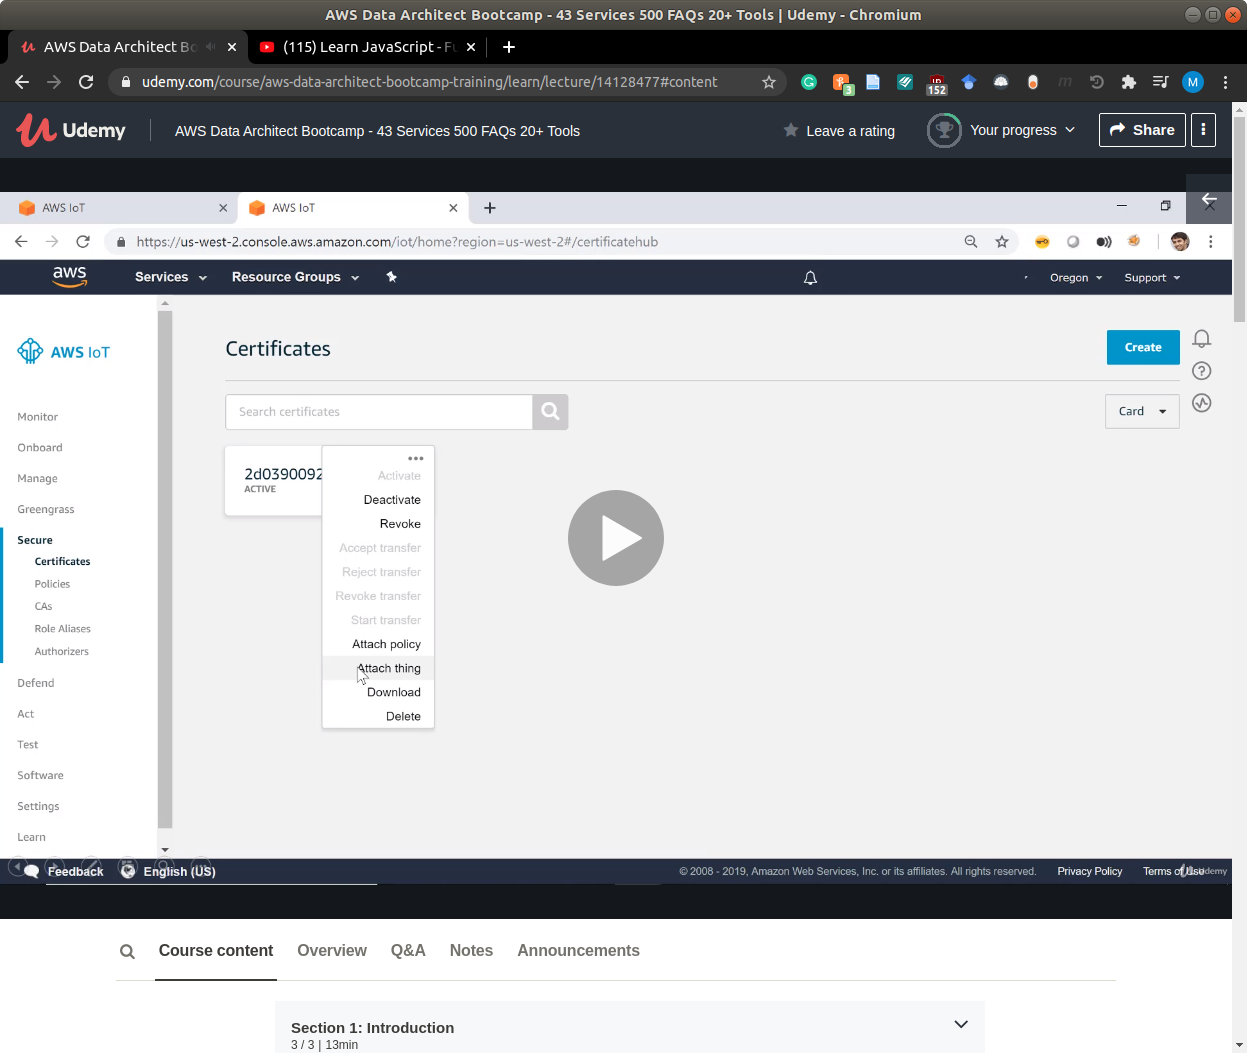 AWS Data Architect Bootcamp - 43 Services 500 FAQs 20+ Tools | Udemy - Chromium
AWS Data Architect Bo
(115) Learn JavaScript - Fu
udemy.com/course/aws-data-architect-bootcamp-training/learn/lecture/14128477#content
3
152
M
Udemy
AWS Data Architect Bootcamp - 43 Services 500 FAQs 20+ Tools
Leave a rating
Your progress
Share
AWS IoT
AWS IoT
https://us-west-2.console.aws.amazon.com/iot/home?region=us-west-2#/certificatehub
aws
Services
Resource Groups
Oregon
Support
AWS IoT
Monitor
Onboard
Manage
Greengrass
Secure
Certificates
Policies
CAs
Role Aliases
Authorizers
Defend
Act
Test
Software
Settings
Learn
Certificates
Create
Search certificates
Card
2d0390092
ACTIVE
Activate
Deactivate
Revoke
Accept transfer
Reject transfer
Revoke transfer
Start transfer
Attach policy
Attach thing
Download
Delete
Feedback
English (US)
© 2008 - 2019, Amazon Web Services, Inc. or its affiliates. All rights reserved.
Privacy Policy
Terms of Use
Udemy
Course content
Overview
Q&A
Notes
Announcements
Section 1: Introduction
3 / 3 | 13min